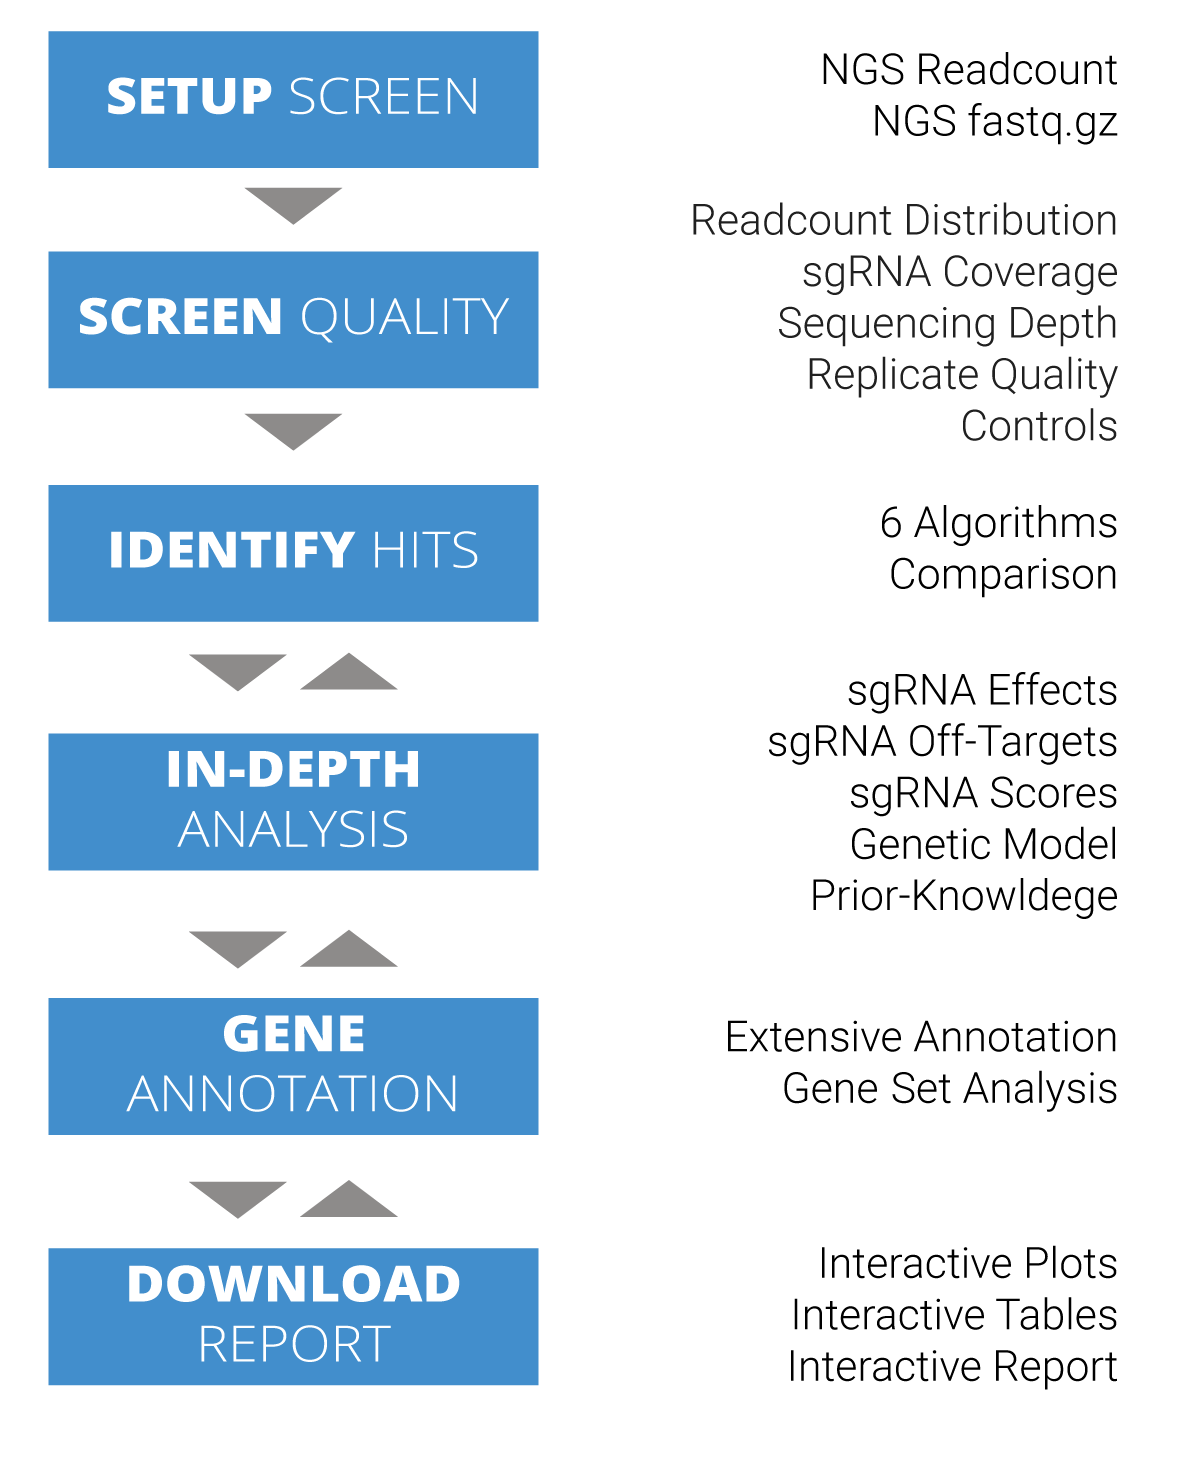 SETUP SCREEN
NGS Readcount
NGS fastq.gz
SCREEN QUALITY
Readcount Distribution
sgRNA Coverage
Sequencing Depth
Replicate Quality
Controls
IDENTIFY HITS
6 Algorithms
Comparison
IN-DEPTH
ANALYSIS
sgRNA Effects
sgRNA Off-Targets
sgRNA Scores
Genetic Model
Prior-Knowldege
GENE
ANNOTATION
Extensive Annotation
Gene Set Analysis
DOWNLOAD
REPORT
Interactive Plots
Interactive Tables
Interactive Report